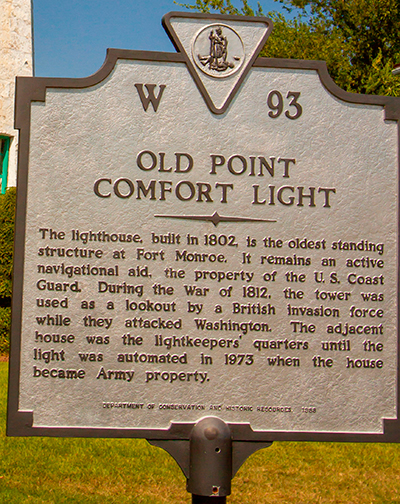 W 93
OLD POINT
COMFORT LIGHT
The lighthouse, built in 1802, is the oldest standing
structure at Fort Monroe. It remains an active
navigational aid, the property of the U.S. Coast
Guard. During the War of 1812, the tower was
used as a lookout by a British invasion force
while they attacked Washington. The adjacent
house was the lightkeepers' quarters until the
light was automated in 1973 when the house
became Army property.
DEPARTMENT OF CONSERVATION AND HISTORIC RESOURCES,